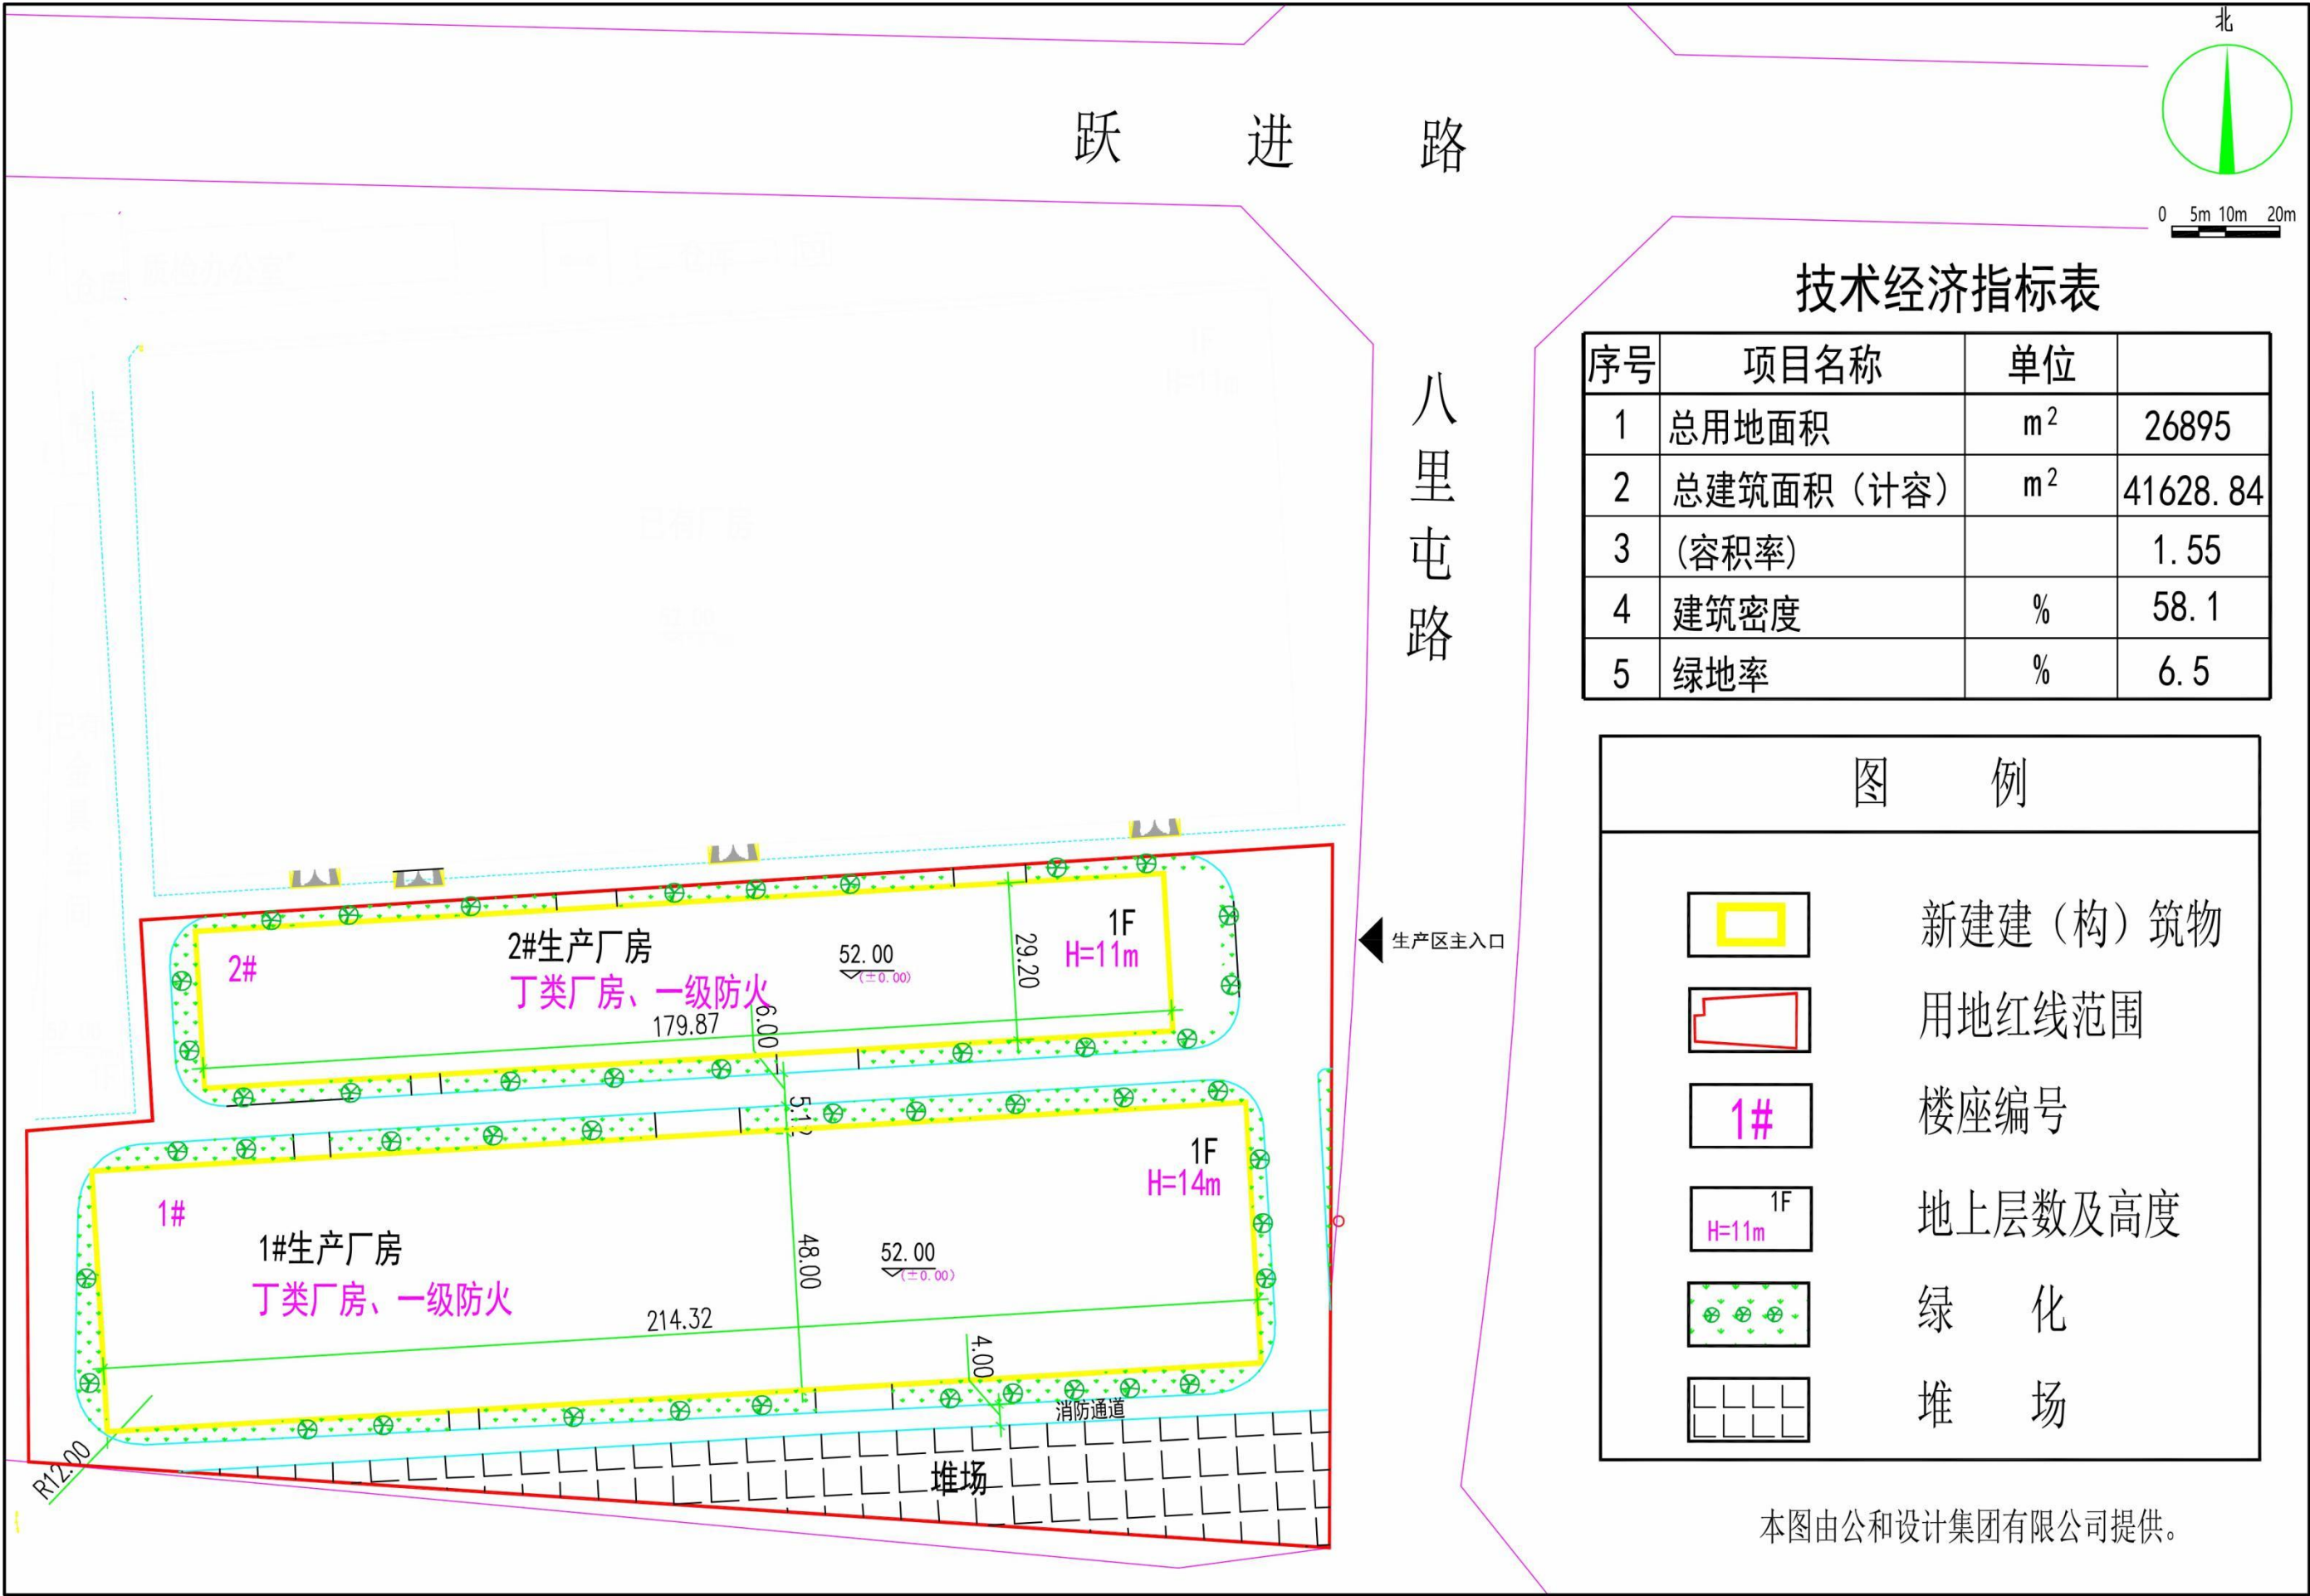 北
跃 进 路
0 5m 10m 20m
技术经济指标表
序号 项目名称 单位
1 总用地面积 m² 26895
2 总建筑面积（计容） m² 41628.84
3 (容积率) 1.55
4 建筑密度 % 58.1
5 绿地率 % 6.5
八里屯路
图 例
新建建（构）筑物
用地红线范围
1# 楼座编号
1F
H=11m
地上层数及高度
绿 化
堆 场
生产区主入口
2#
2#生产厂房
丁类厂房、一级防火
52.00
(±0.00)
1F
H=11m
29.20
179.87
6.00
1F
H=14m
1#
1#生产厂房
丁类厂房、一级防火
52.00
(±0.00)
48.00
214.32
4.00
消防通道
堆场
R12.00
本图由公和设计集团有限公司提供。